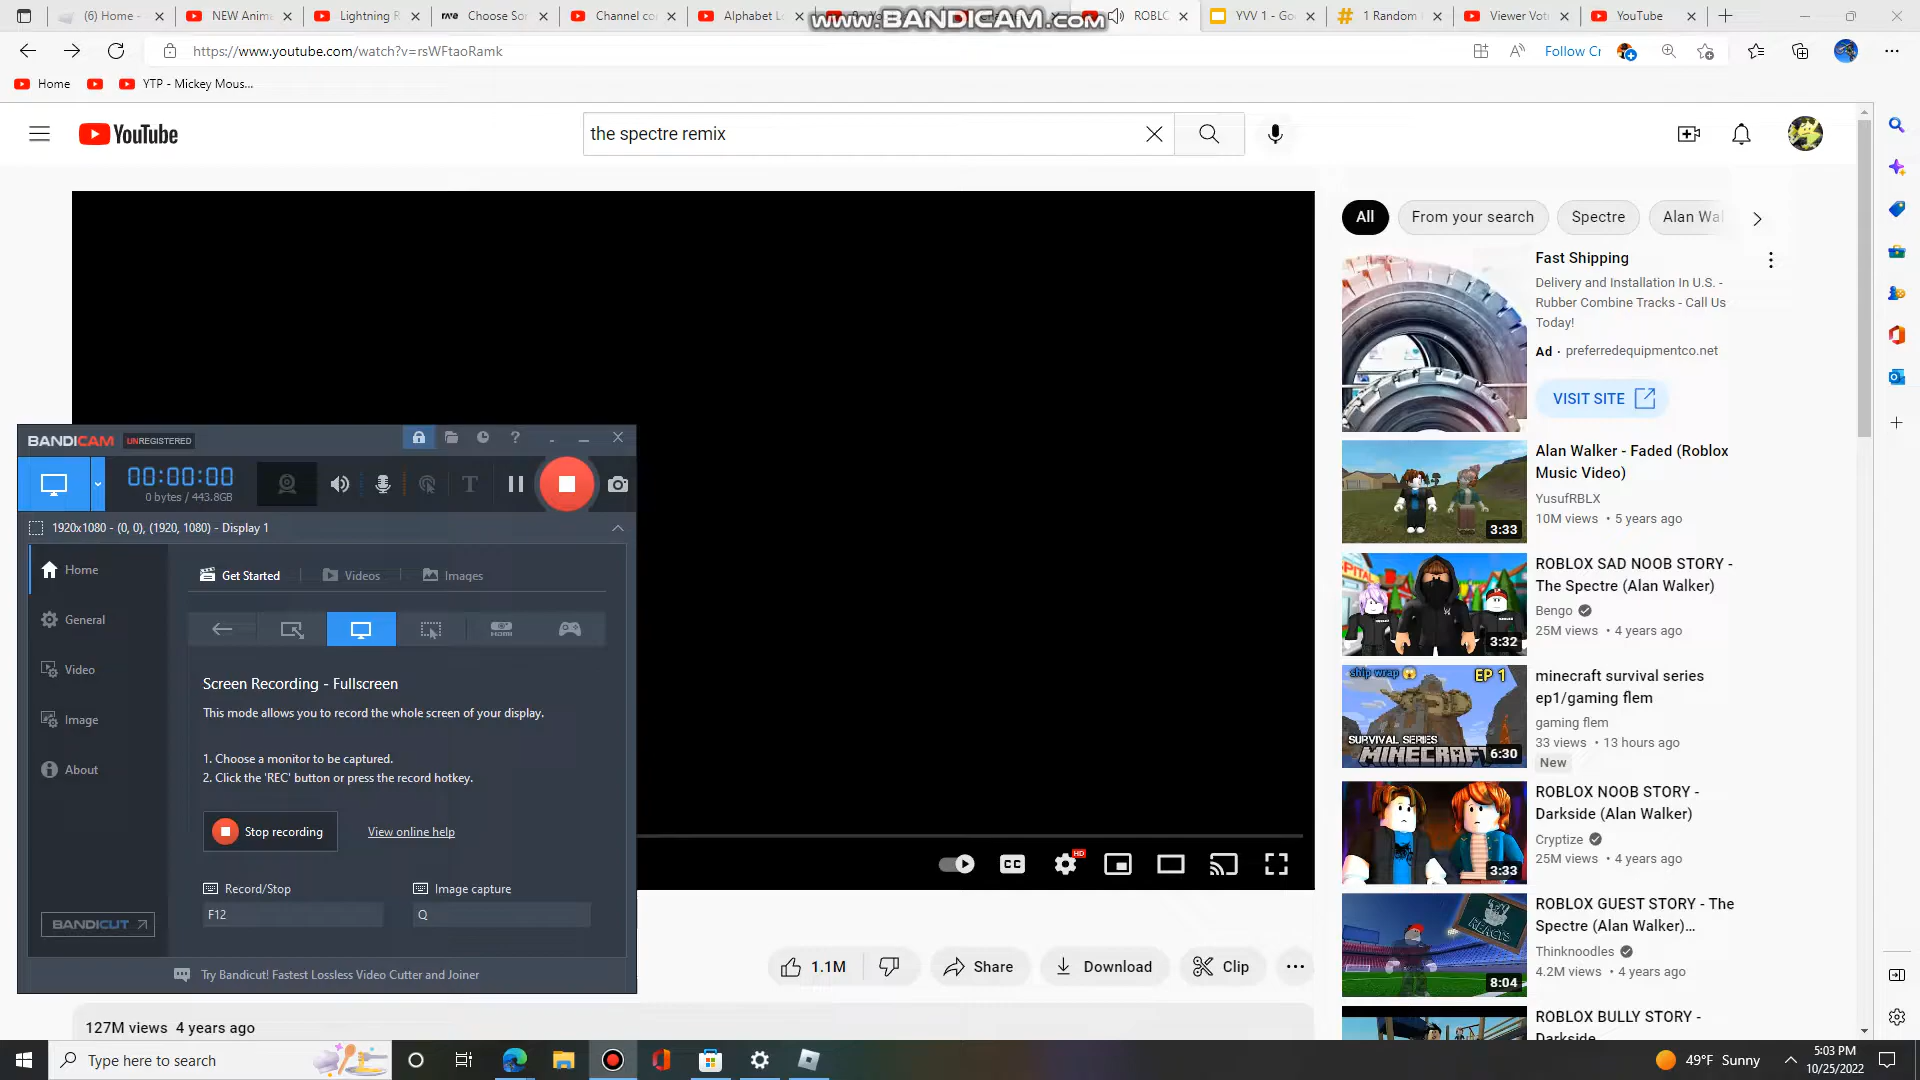 (6) Home -
NEW Anim
Lightning R
rave
Choose So
Channel co
Alphabet L
www.BANDICAM.com
ROBLC
YVV 1 - Go
1 Random
Viewer Vot
YouTube
https://www.youtube.com/watch?v=rsWFtaoRamk
Follow Cr
Home
YTP - Mickey Mous...
YouTube
the spectre remix
All
From your search
Spectre
Alan Wal
Fast Shipping
Delivery and Installation In U.S. -
Rubber Combine Tracks - Call Us
Today!
Ad · preferredequipmentco.net
VISIT SITE
Alan Walker - Faded (Roblox
Music Video)
YusufRBLX
10M views • 5 years ago
3:33
ROBLOX SAD NOOB STORY -
The Spectre (Alan Walker)
Bengo
25M views • 4 years ago
3:32
ship wrap
EP 1
SURVIVAL SERIES
MINECRAFT
6:30
minecraft survival series
ep1/gaming flem
gaming flem
33 views • 13 hours ago
New
ROBLOX NOOB STORY -
Darkside (Alan Walker)
Cryptize
25M views • 4 years ago
3:33
REACTS
ROBLOX GUEST STORY - The
Spectre (Alan Walker)...
Thinknoodles
4.2M views • 4 years ago
8:04
ROBLOX BULLY STORY -
Darkside
BANDICAM UNREGISTERED
00:00:00
0 bytes / 443.8GB
1920x1080 - (0, 0), (1920, 1080) - Display 1
Home
General
Video
Image
About
BANDICUT
Get Started
Videos
Images
HDMI
Screen Recording - Fullscreen
This mode allows you to record the whole screen of your display.
1. Choose a monitor to be captured.
2. Click the 'REC' button or press the record hotkey.
Stop recording
View online help
Record/Stop
Image capture
F12
Q
Try Bandicut! Fastest Lossless Video Cutter and Joiner
CC
HD
1.1M
Share
Download
Clip
127M views 4 years ago
Type here to search
49°F Sunny
5:03 PM
10/25/2022